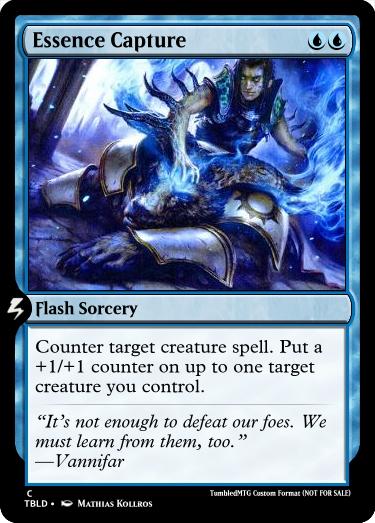 Essence Capture
Flash Sorcery
Counter target creature spell. Put a
+1/+1 counter on up to one target
creature you control.
“It’s not enough to defeat our foes. We
must learn from them, too.”
—Vannifar
C
TBLD • Mathias Kollros
TumbledMTG Custom Format (NOT FOR SALE)